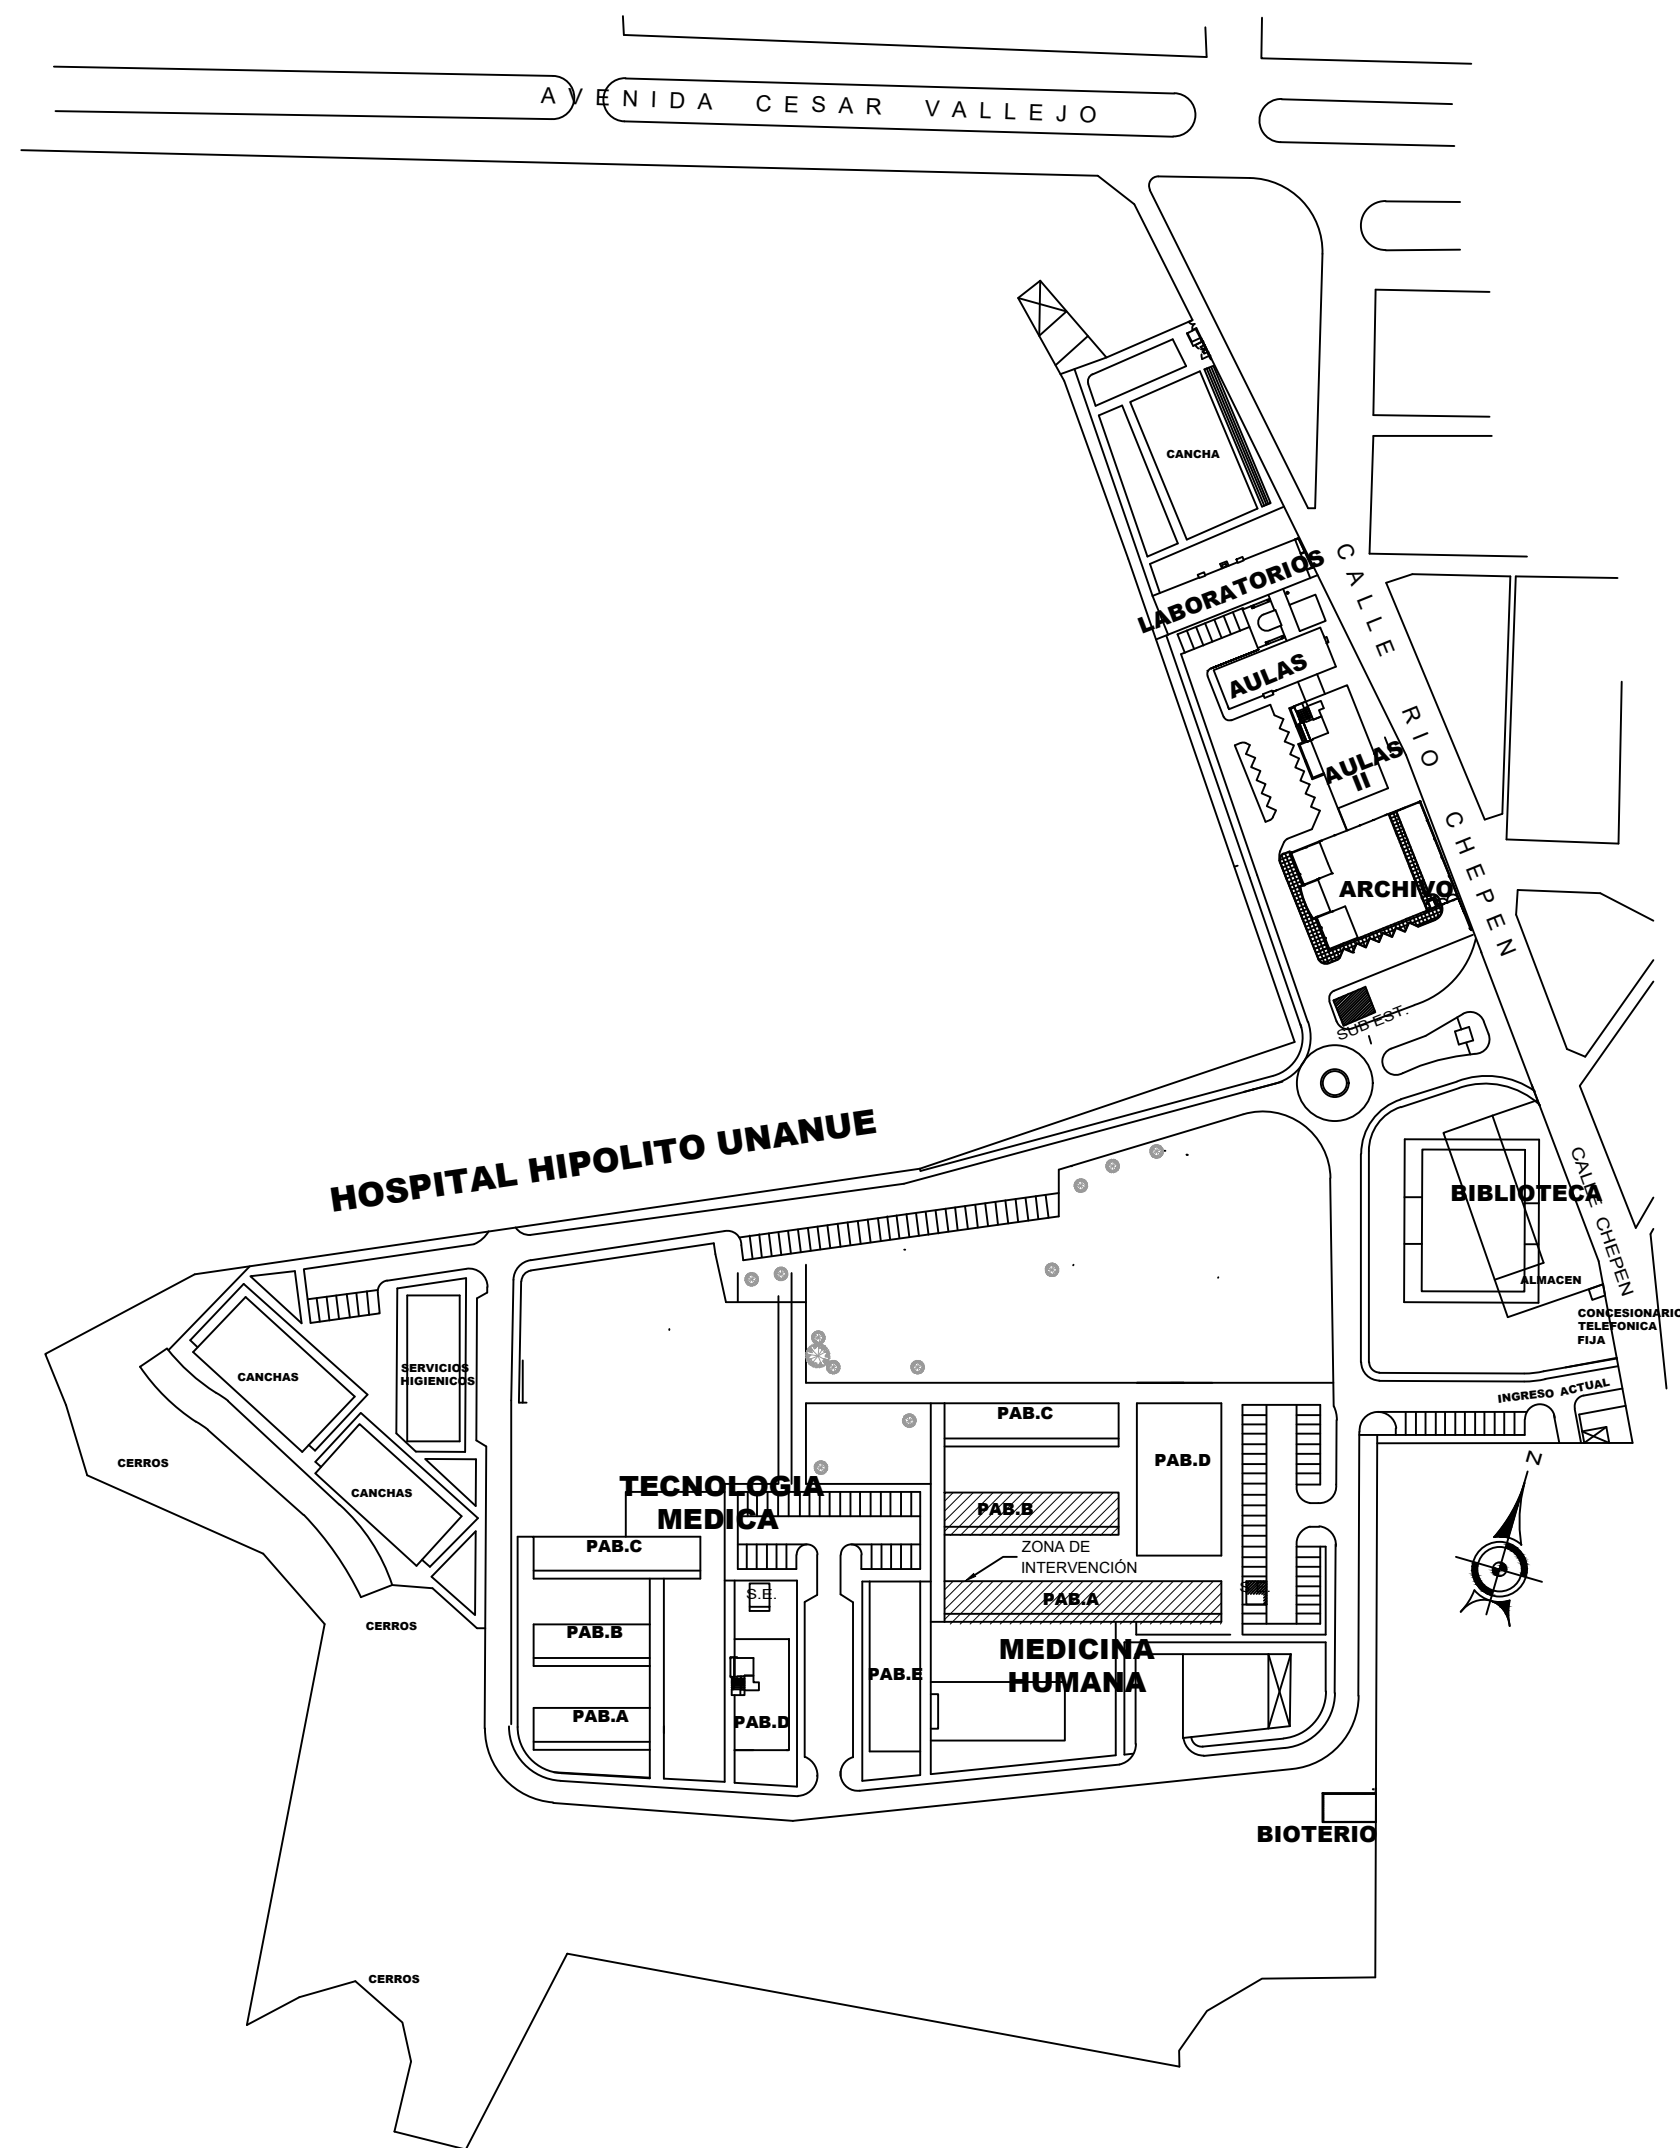 AVENIDA CESAR VALLEJO
CANCHA
CALLE RIO CHEPEN
LABORATORIOS
AULAS
AULAS
II
ARCHIVO
SUB EST.
HOSPITAL HIPOLITO UNANUE
CALLE CHEPEN
BIBLIOTECA
ALMACEN
CONCESIONARIO
TELEFONICA
FIJA
INGRESO ACTUAL
CANCHAS
SERVICIOS
HIGIENICOS
CERROS
CANCHAS
CERROS
TECNOLOGIA
MEDICA
PAB.C
PAB.B
PAB.A
S.E.
PAB.D
PAB.C
PAB.D
PAB.B
ZONA DE
INTERVENCIÓN
PAB.A
PAB.E
MEDICINA
HUMANA
N
BIOTERIO
CERROS